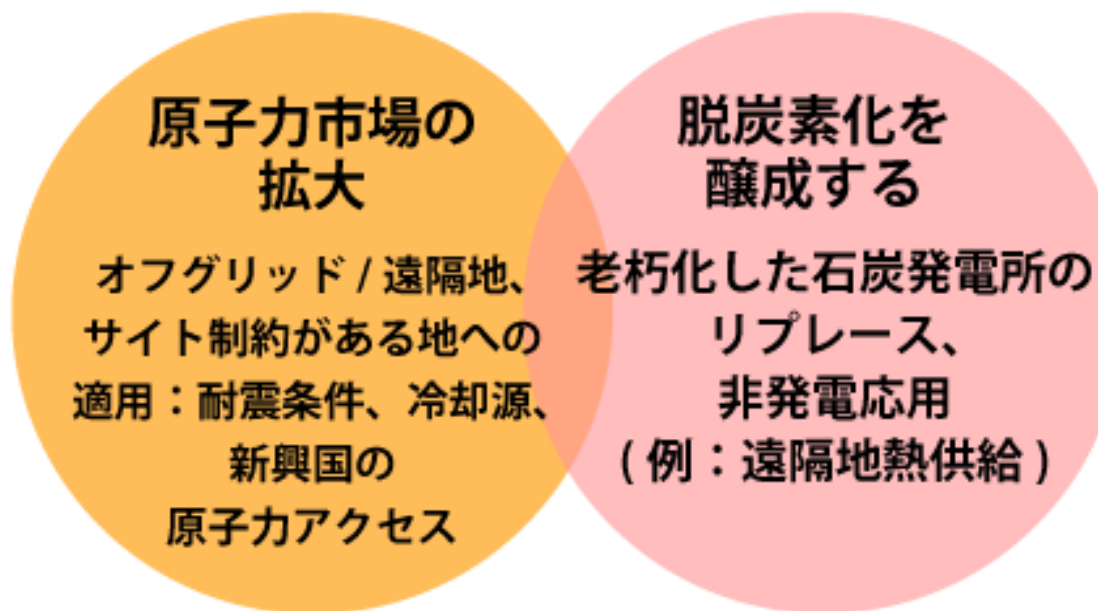 原子力市場の
拡大
オフグリッド / 遠隔地、
サイト制約がある地への
適用：耐震条件、冷却源、
新興国の
原子力アクセス
脱炭素化を
醸成する
老朽化した石炭発電所の
リプレース、
非発電応用
( 例：遠隔地熱供給 )